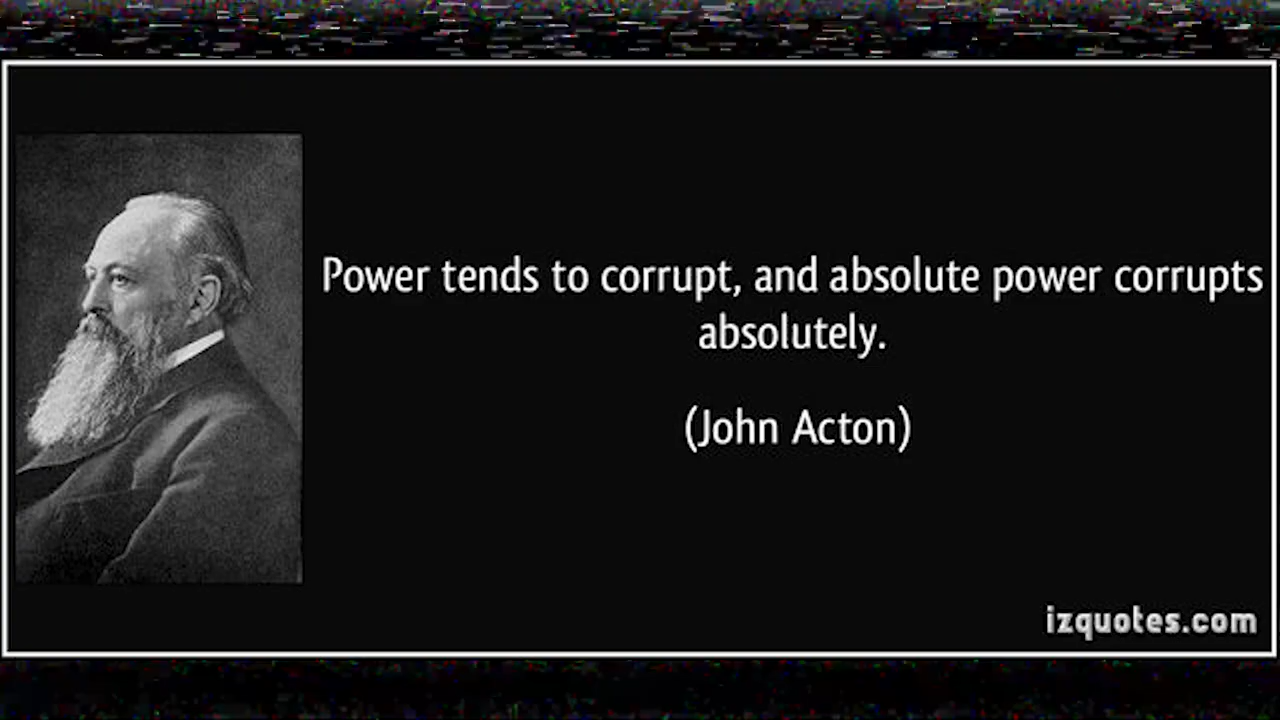 Power tends to corrupt, and absolute power corrupts
absolutely.
(John Acton)
izquotes.com